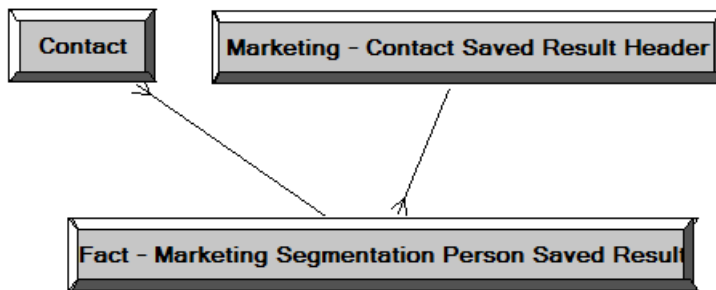 Contact
Marketing - Contact Saved Result Header
Fact - Marketing Segmentation Person Saved Result